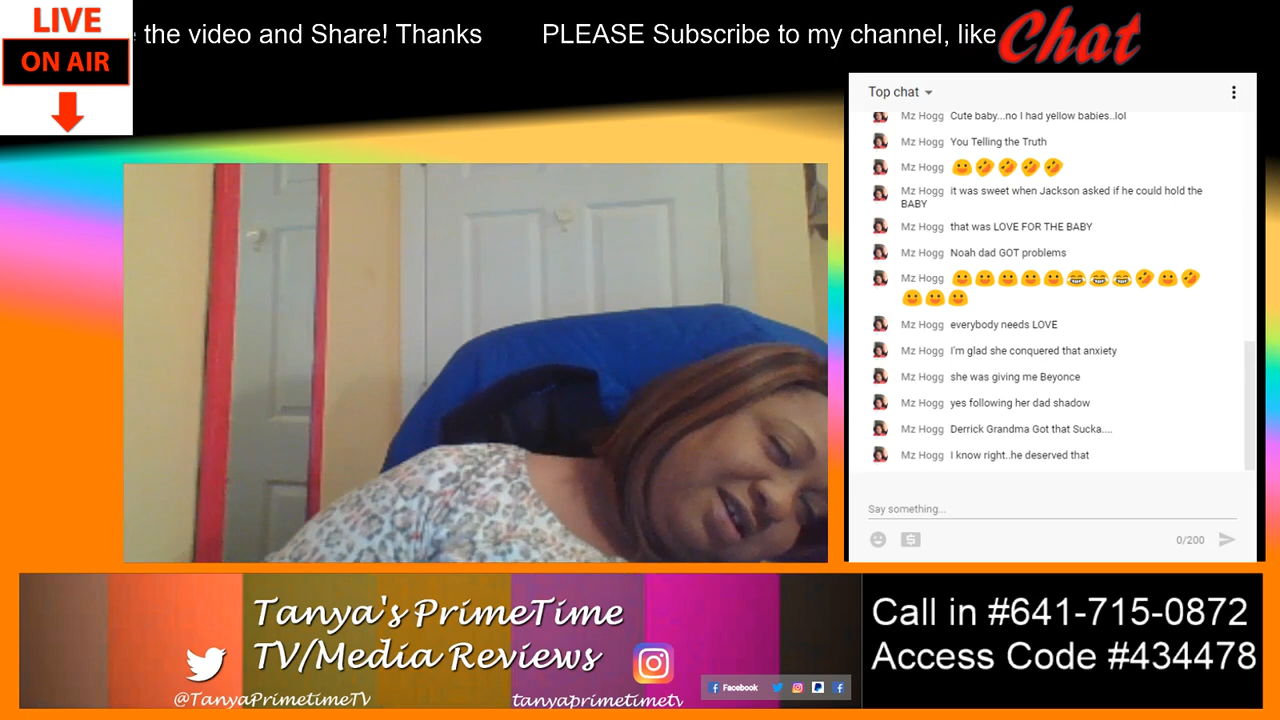 LIVE
ON AIR
the video and Share! Thanks PLEASE Subscribe to my channel, like
Chat
Top chat
Mz Hogg Cute baby...no I had yellow babies..lol
Mz Hogg You Telling the Truth
Mz Hogg
Mz Hogg it was sweet when Jackson asked if he could hold the
BABY
Mz Hogg that was LOVE FOR THE BABY
Mz Hogg Noah dad GOT problems
Mz Hogg
Mz Hogg everybody needs LOVE
Mz Hogg I'm glad she conquered that anxiety
Mz Hogg she was giving me Beyonce
Mz Hogg yes following her dad shadow
Mz Hogg Derrick Grandma Got that Sucka....
Mz Hogg I know right..he deserved that
Say something...
0/200
Tanya's PrimeTime
TV/Media Reviews
@TanyaPrimetimeTV
tanyaprimetimetv
Facebook
Call in #641-715-0872
Access Code #434478